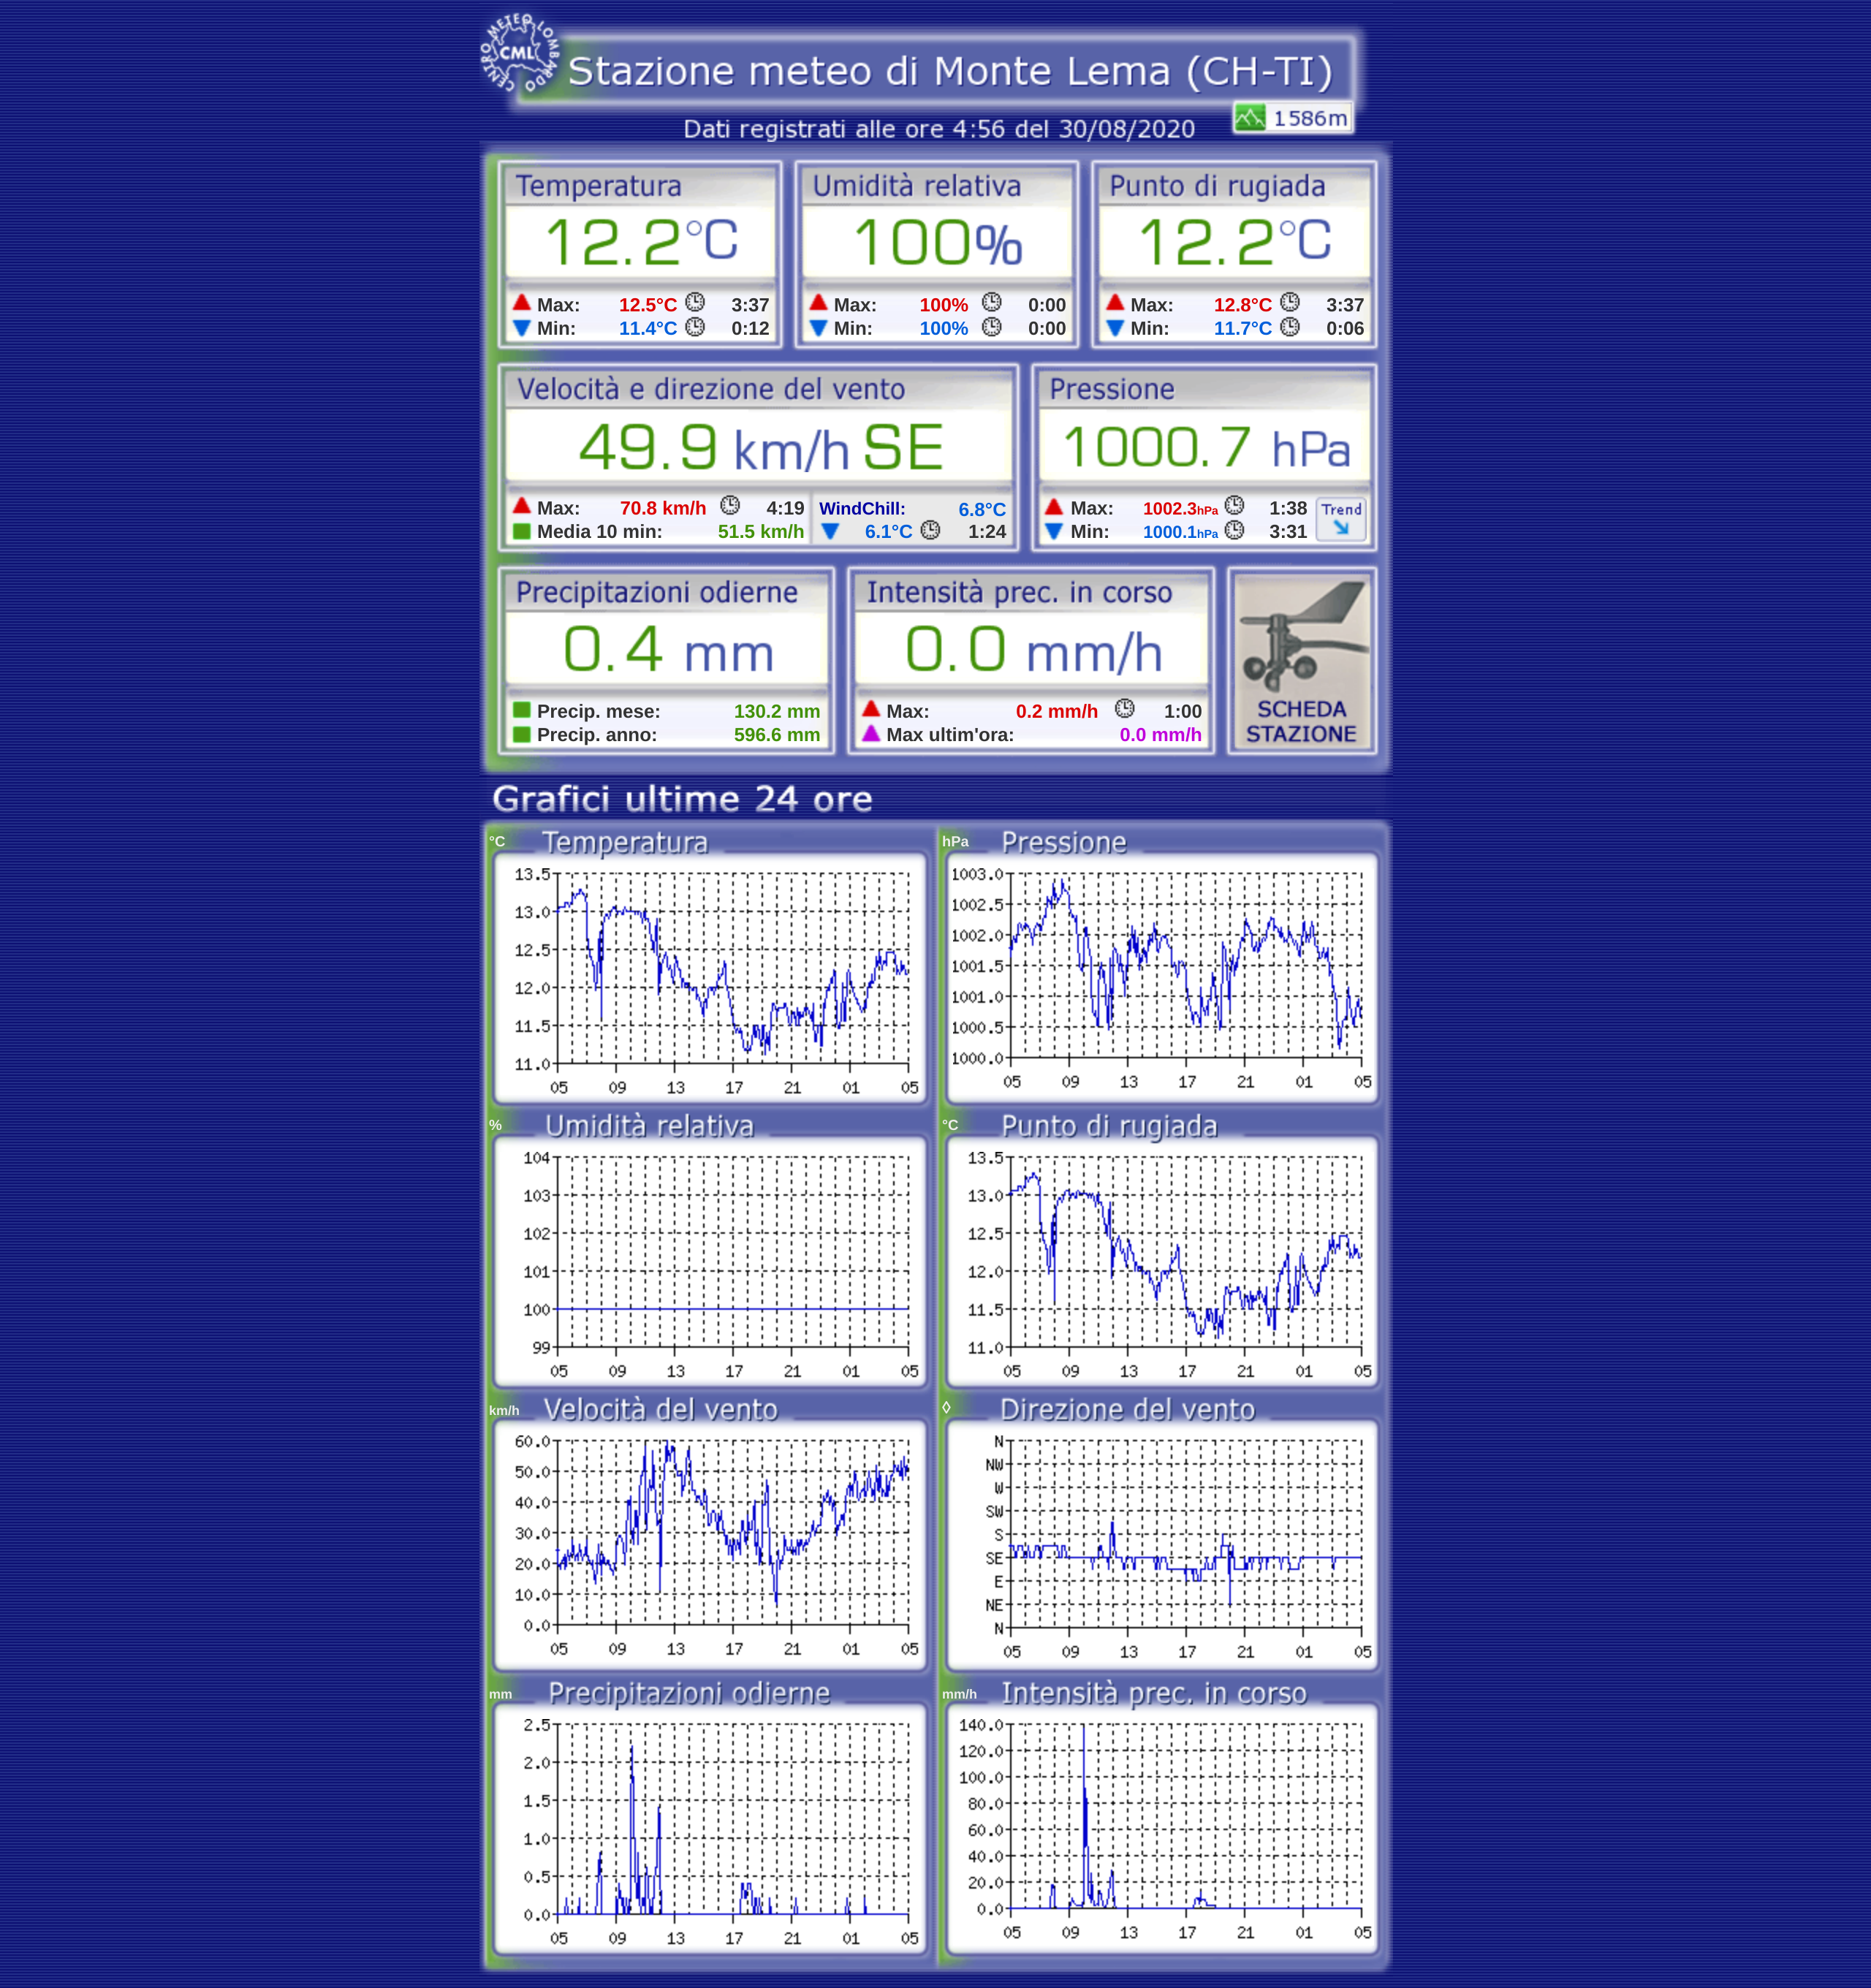 CENTRO METEO LOMBARDO
CML
Stazione meteo di Monte Lema (CH-TI)
1586m
Dati registrati alle ore 4:56 del 30/08/2020
Temperatura Umidità relativa Punto di rugiada
12.2°C 100% 12.2°C
Max: 12.5°C 3:37 Max: 100% 0:00 Max: 12.8°C 3:37
Min: 11.4°C 0:12 Min: 100% 0:00 Min: 11.7°C 0:06
Velocità e direzione del vento Pressione
49.9 km/h SE 1000.7 hPa
Max: 70.8 km/h 4:19 WindChill: 6.8°C Max: 1002.3hPa 1:38 Trend
Media 10 min: 51.5 km/h 6.1°C 1:24 Min: 1000.1hPa 3:31
Precipitazioni odierne Intensità prec. in corso
0.4 mm 0.0 mm/h
Precip. mese: 130.2 mm Max: 0.2 mm/h 1:00 SCHEDA
Precip. anno: 596.6 mm Max ultim'ora: 0.0 mm/h STAZIONE
Grafici ultime 24 ore
°C Temperatura
13.5
13.0
12.5
12.0
11.5
11.0
05 09 13 17 21 01 05
hPa Pressione
1003.0
1002.5
1002.0
1001.5
1001.0
1000.5
1000.0
05 09 13 17 21 01 05
% Umidità relativa
104
103
102
101
100
99
05 09 13 17 21 01 05
°C Punto di rugiada
13.5
13.0
12.5
12.0
11.5
11.0
05 09 13 17 21 01 05
km/h Velocità del vento
60.0
50.0
40.0
30.0
20.0
10.0
0.0
05 09 13 17 21 01 05
◊ Direzione del vento
N
NW
W
SW
S
SE
E
NE
N
05 09 13 17 21 01 05
mm Precipitazioni odierne
2.5
2.0
1.5
1.0
0.5
0.0
05 09 13 17 21 01 05
mm/h Intensità prec. in corso
140.0
120.0
100.0
80.0
60.0
40.0
20.0
0.0
05 09 13 17 21 01 05